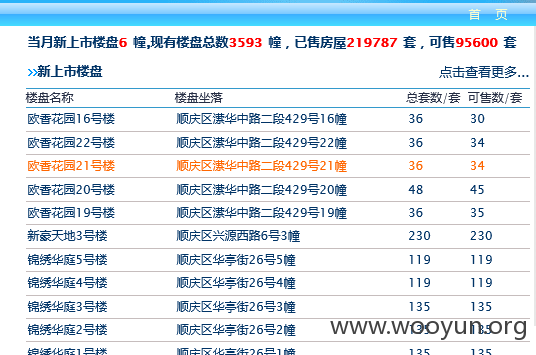 首 页
当月新上市楼盘6 幢,现有楼盘总数3593 幢，已售房屋219787 套，可售95600 套
»新上市楼盘 点击查看更多...
楼盘名称 楼盘坐落 总套数/套 可售数/套
欧香花园16号楼 顺庆区潆华中路二段429号16幢 36 30
欧香花园22号楼 顺庆区潆华中路二段429号22幢 36 34
欧香花园21号楼 顺庆区潆华中路二段429号21幢 36 34
欧香花园20号楼 顺庆区潆华中路二段429号20幢 48 45
欧香花园19号楼 顺庆区潆华中路二段429号19幢 36 35
新豪天地3号楼 顺庆区兴源西路6号3幢 230 230
锦绣华庭5号楼 顺庆区华亭街26号5幢 119 119
锦绣华庭4号楼 顺庆区华亭街26号4幢 119 119
锦绣华庭3号楼 顺庆区华亭街26号3幢 135 135
锦绣华庭2号楼 顺庆区华亭街26号2幢 135 135
www.wooyun.org
锦绣华庭1号楼 顺庆区华亭街26号1幢 101 101